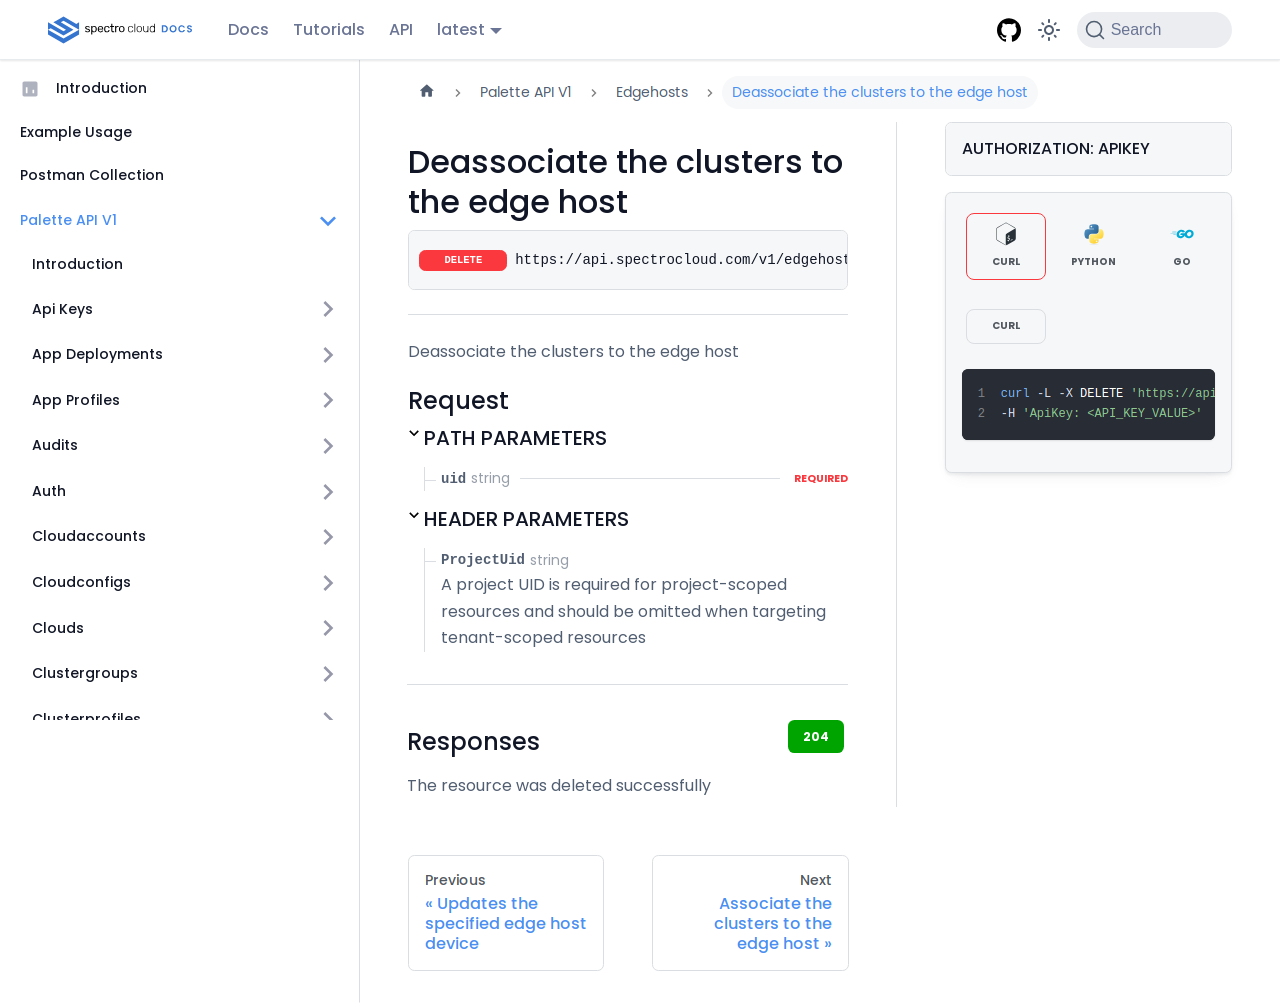 spectro cloud DOCS
Docs
Tutorials
API
latest
Search
Introduction
Example Usage
Postman Collection
Palette API V1
Introduction
Api Keys
App Deployments
App Profiles
Audits
Auth
Cloudaccounts
Cloudconfigs
Clouds
Clustergroups
Clusterprofiles
Palette API V1
Edgehosts
Deassociate the clusters to the edge host
Deassociate the clusters to
the edge host
DELETE https://api.spectrocloud.com/v1/edgehost
Deassociate the clusters to the edge host
Request
PATH PARAMETERS
uid string REQUIRED
HEADER PARAMETERS
ProjectUid string
A project UID is required for project-scoped
resources and should be omitted when targeting
tenant-scoped resources
Responses
204
The resource was deleted successfully
Previous
« Updates the
specified edge host
device
Next
Associate the
clusters to the
edge host »
AUTHORIZATION: APIKEY
CURL
PYTHON
GO
CURL
1 curl -L -X DELETE 'https://api
2 -H 'ApiKey: <API_KEY_VALUE>'